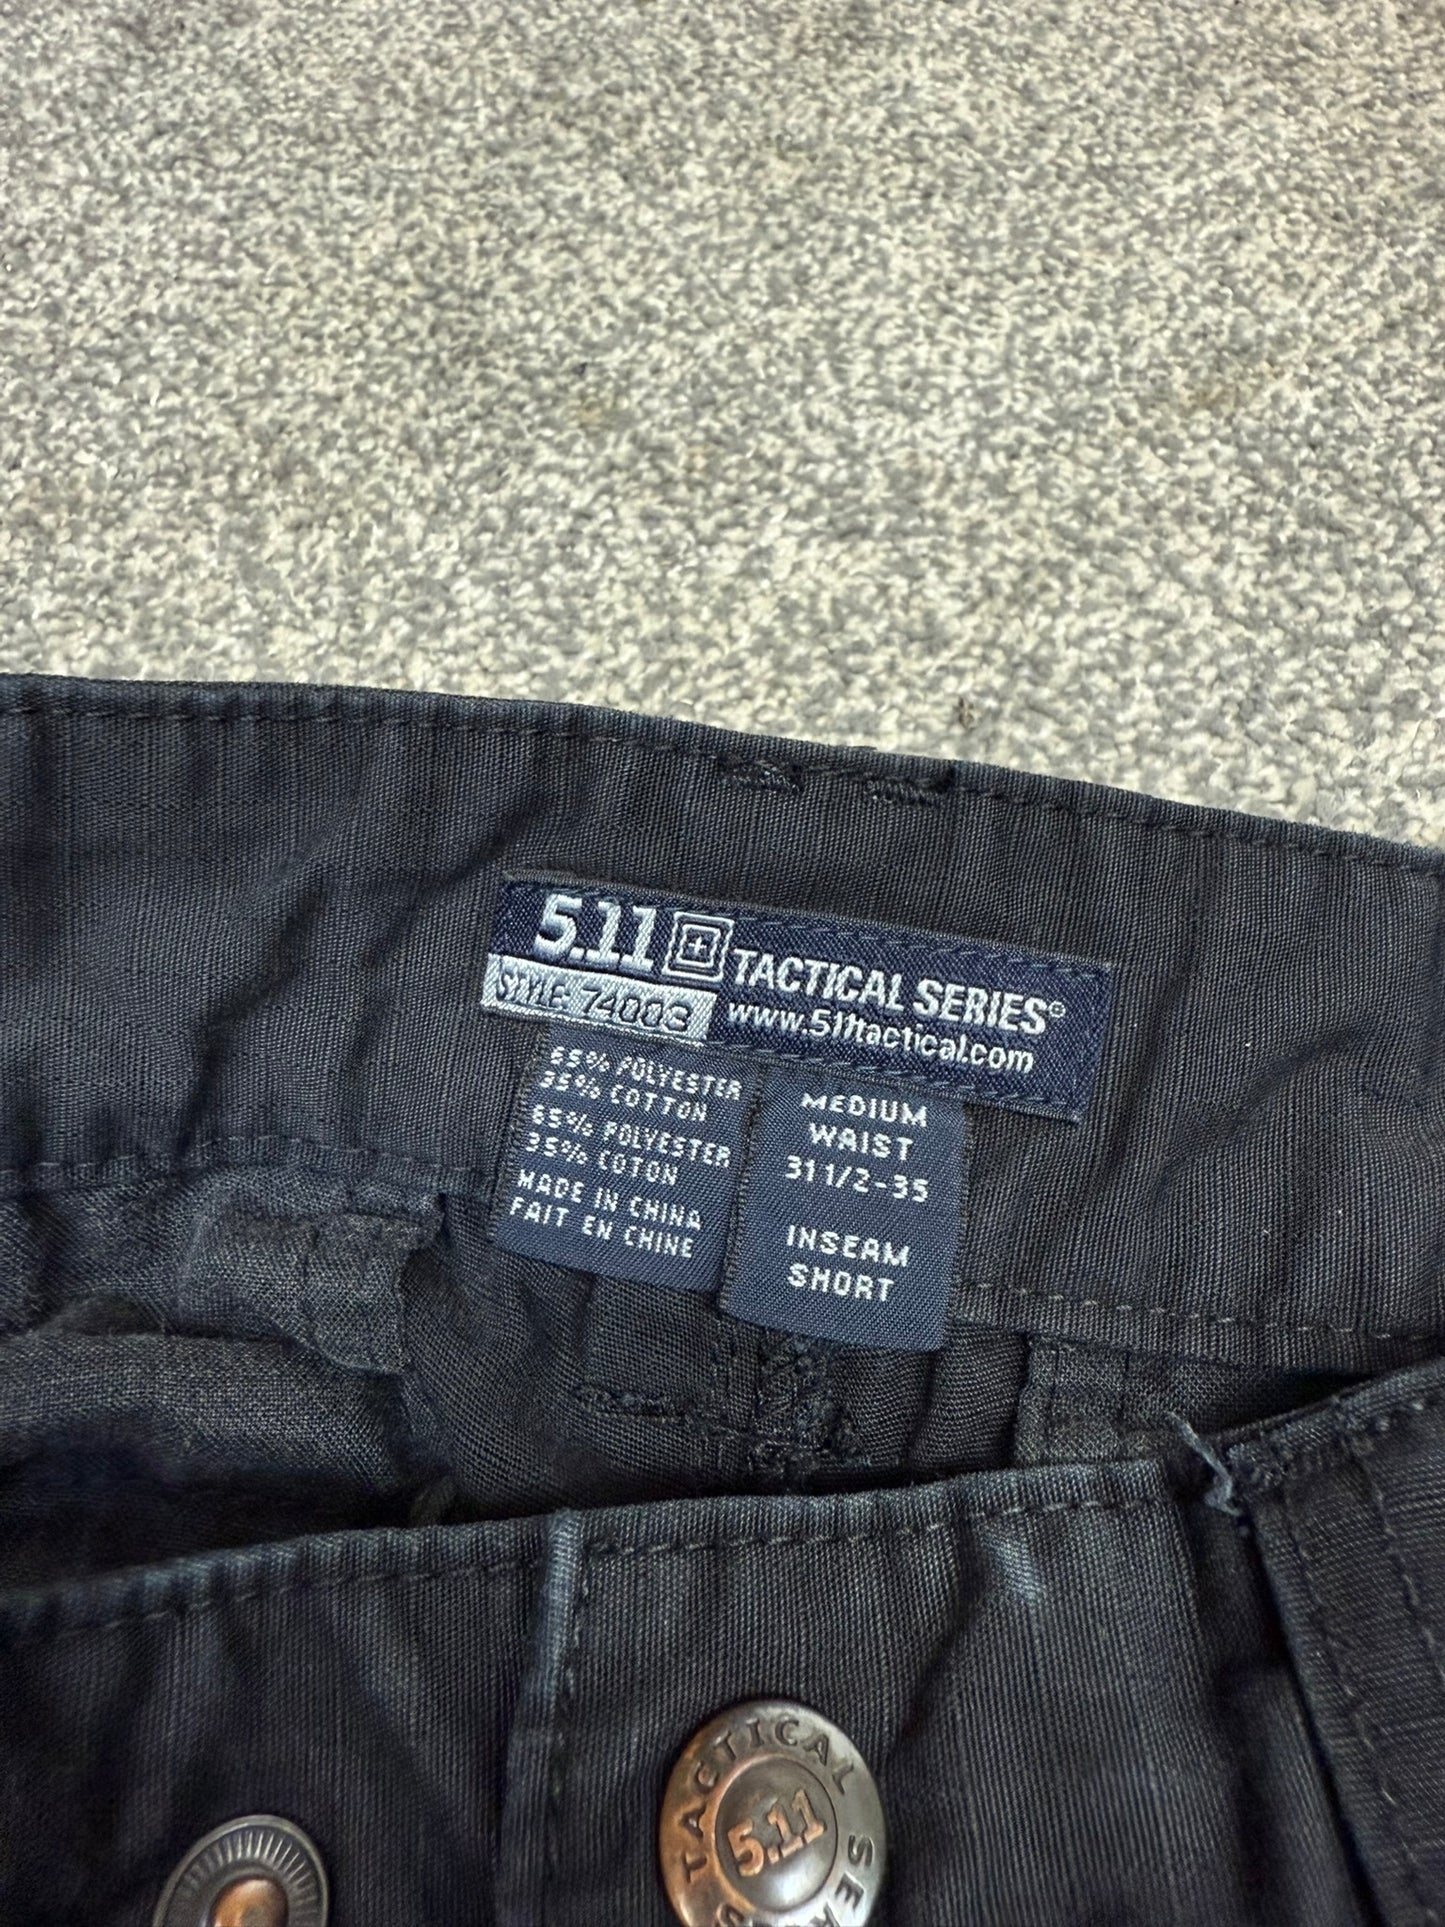 5.11 TACTICAL SERIES®
STYLE: 74003
www.511tactical.com
65% POLYESTER
35% COTTON
65% POLYESTER
35% COTON
MADE IN CHINA
FAIT EN CHINE
MEDIUM
WAIST
31 1/2-35
INSEAM
SHORT
TACTICAL SER
5.11